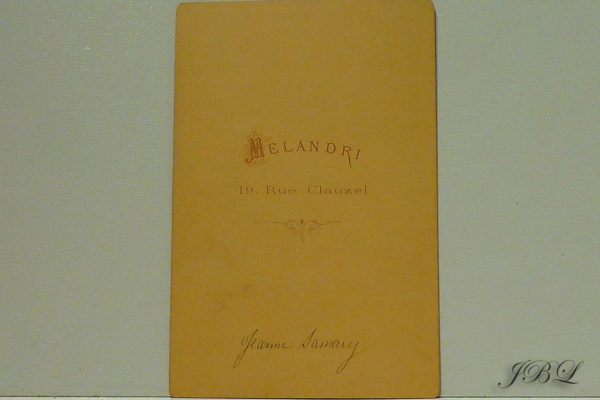 MELANDRI
19. Rue Clauzel
Jeanne Samary
JBL